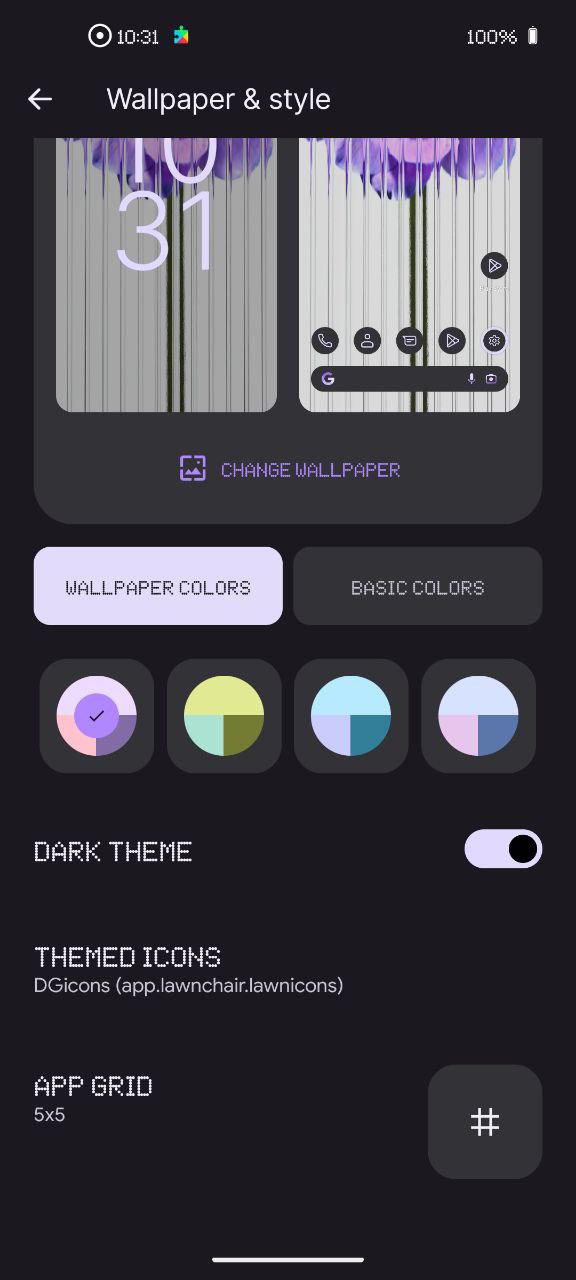 10:31
100%
Wallpaper & style
10
31
G
CHANGE WALLPAPER
WALLPAPER COLORS
BASIC COLORS
DARK THEME
THEMED ICONS
DGicons (app.lawnchair.lawnicons)
APP GRID
5x5